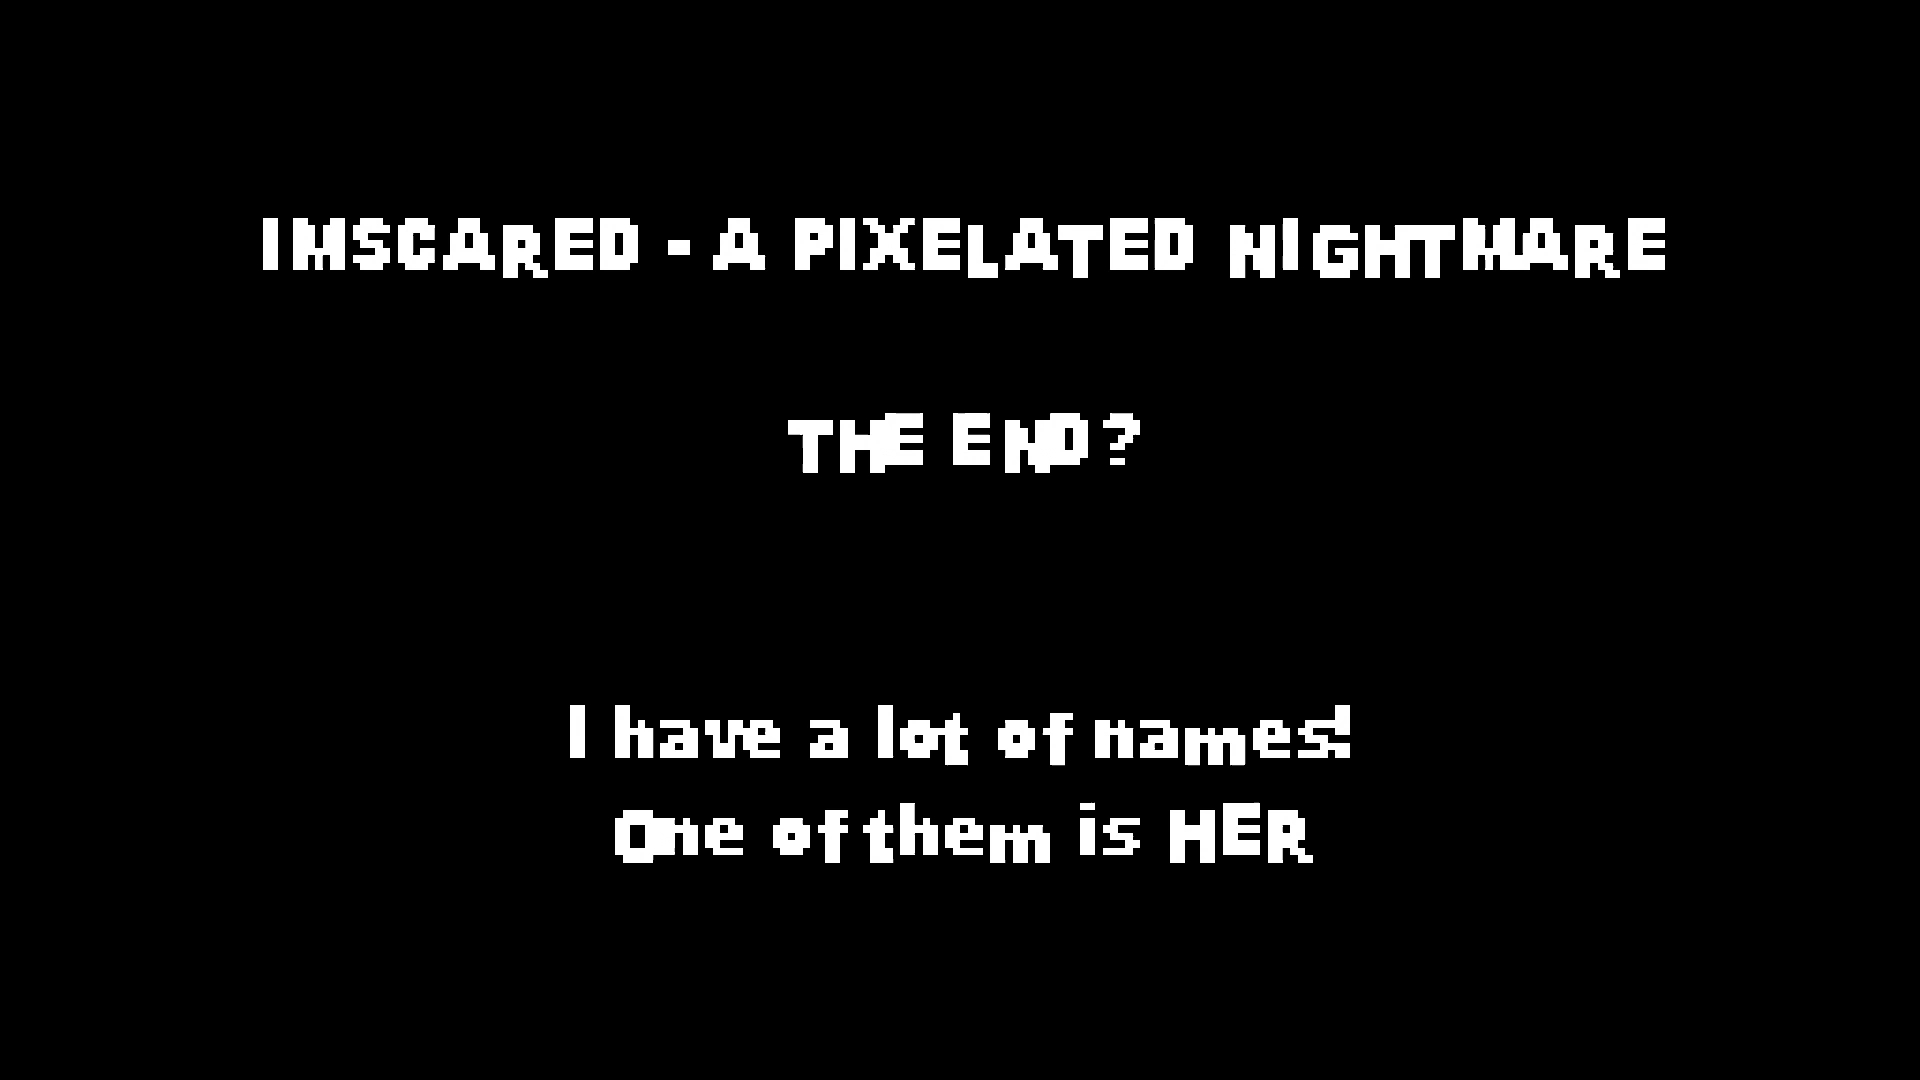 IMSCARED - A PIXELATED NIGHTMARE
THE END?
I have a lot of names!
One of them is HER